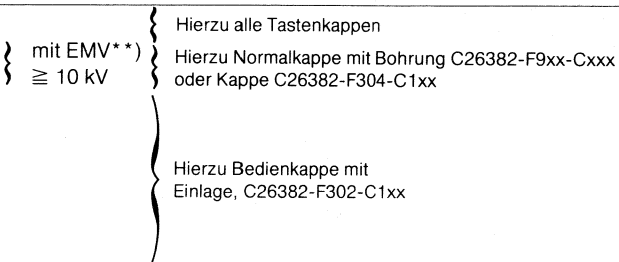 Hierzu alle Tastenkappen
mit EMV**) Hierzu Normalkappe mit Bohrung C26382-F9xx-Cxxx
≧ 10 kV oder Kappe C26382-F304-C1xx
Hierzu Bedienkappe mit
Einlage, C26382-F302-C1xx